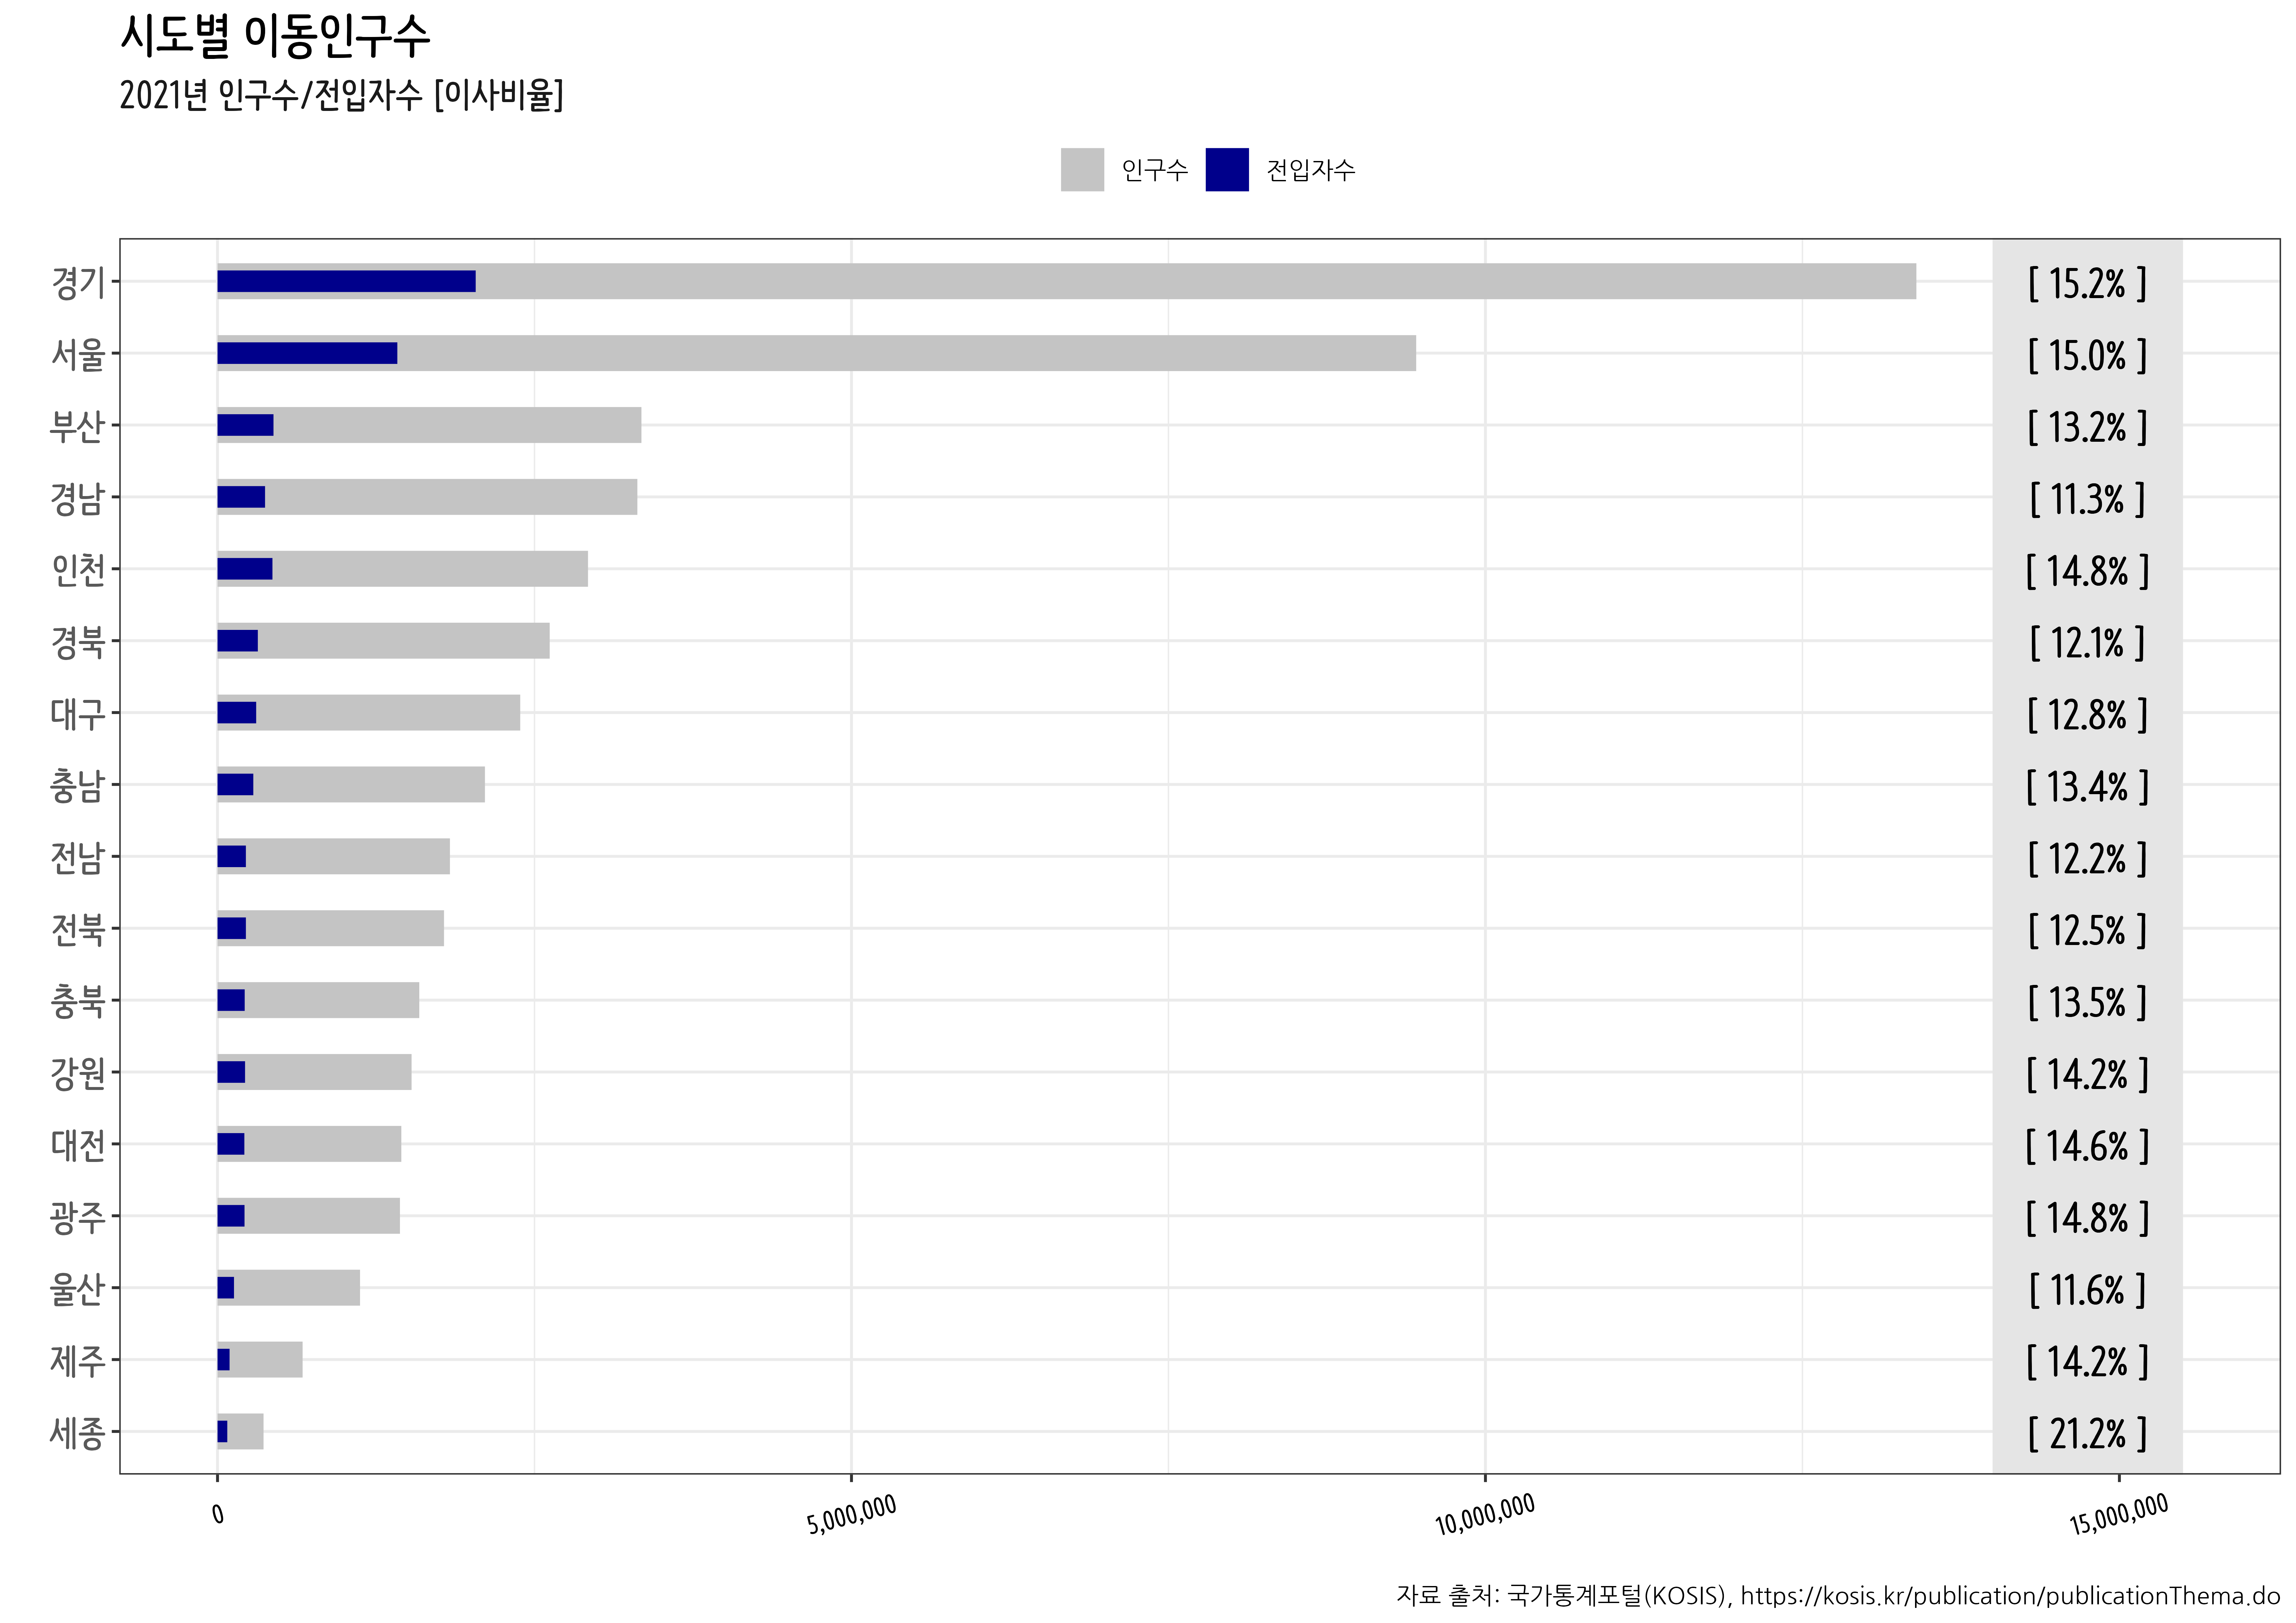 시도별 이동인구수
2021년 인구수/전입자수 [이사비율]
인구수 전입자수
경기 [ 15.2% ]
서울 [ 15.0% ]
부산 [ 13.2% ]
경남 [ 11.3% ]
인천 [ 14.8% ]
경북 [ 12.1% ]
대구 [ 12.8% ]
충남 [ 13.4% ]
전남 [ 12.2% ]
전북 [ 12.5% ]
충북 [ 13.5% ]
강원 [ 14.2% ]
대전 [ 14.6% ]
광주 [ 14.8% ]
울산 [ 11.6% ]
제주 [ 14.2% ]
세종 [ 21.2% ]
0 5,000,000 10,000,000 15,000,000
자료 출처: 국가통계포털(KOSIS), https://kosis.kr/publication/publicationThema.do